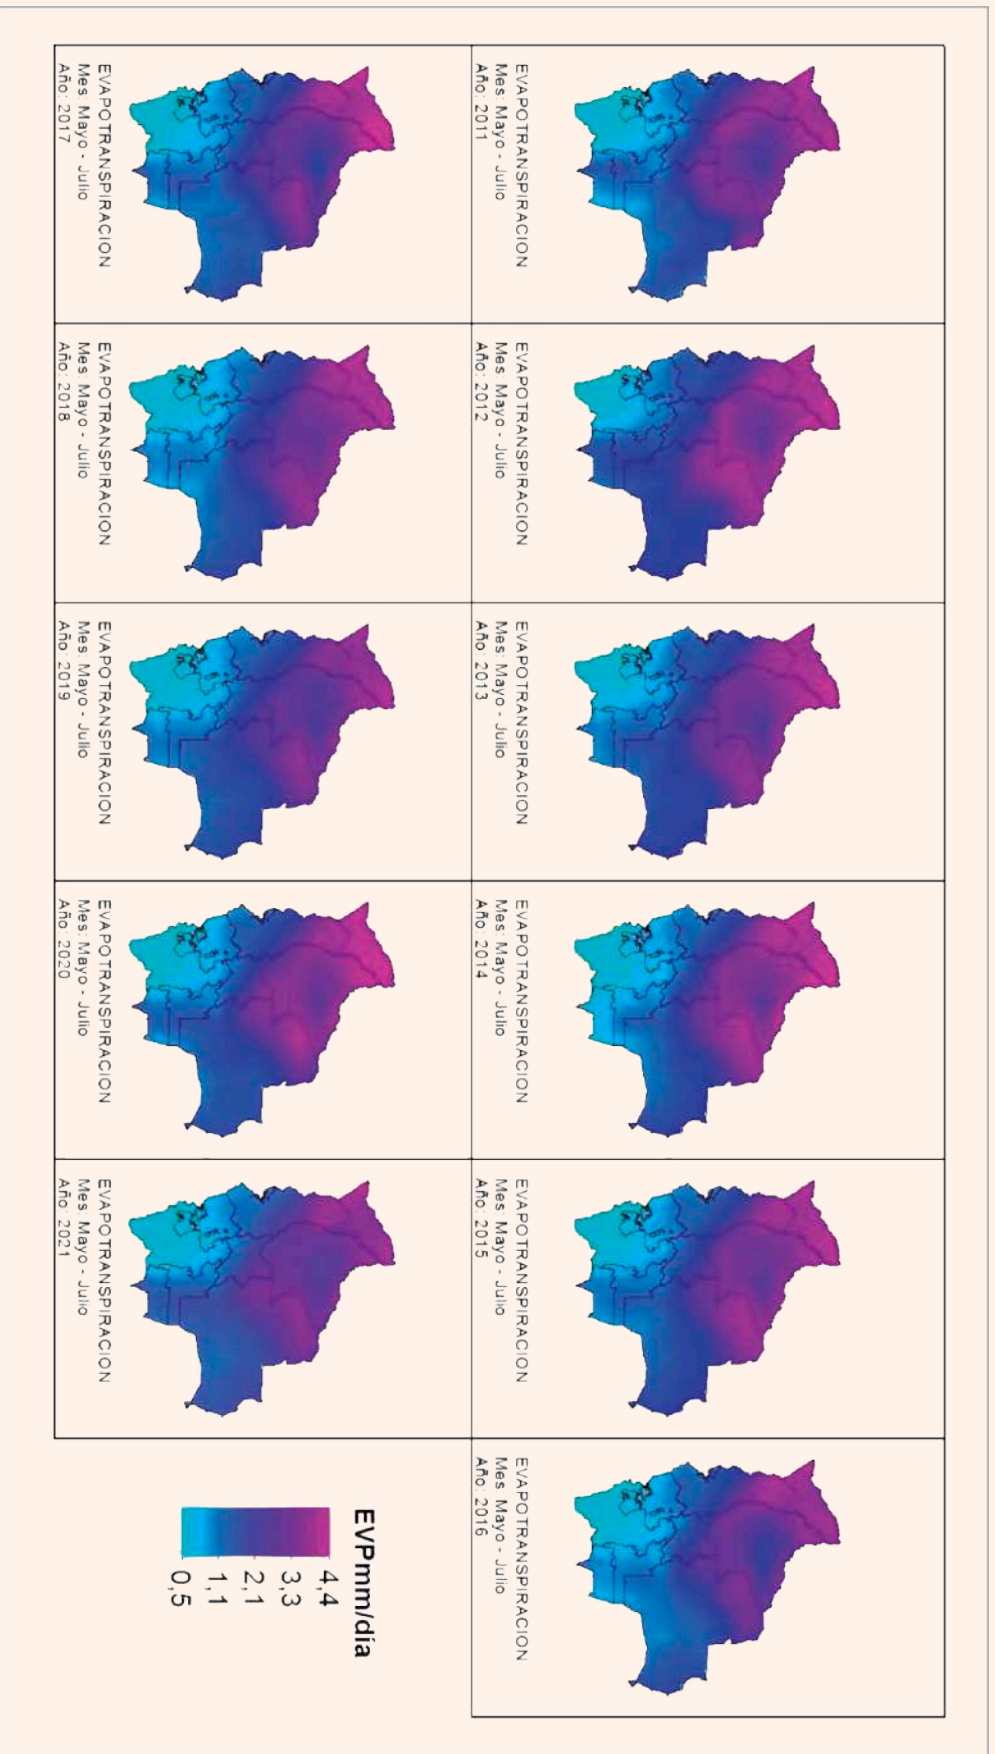 EVAPOTRANSPIRACION
Mes: Mayo - Julio
Año: 2011
EVAPOTRANSPIRACION
Mes: Mayo - Julio
Año: 2012
EVAPOTRANSPIRACION
Mes: Mayo - Julio
Año: 2013
EVAPOTRANSPIRACION
Mes: Mayo - Julio
Año: 2014
EVAPOTRANSPIRACION
Mes: Mayo - Julio
Año: 2015
EVAPOTRANSPIRACION
Mes: Mayo - Julio
Año: 2016
EVAPOTRANSPIRACION
Mes: Mayo - Julio
Año: 2017
EVAPOTRANSPIRACION
Mes: Mayo - Julio
Año: 2018
EVAPOTRANSPIRACION
Mes: Mayo - Julio
Año: 2019
EVAPOTRANSPIRACION
Mes: Mayo - Julio
Año: 2020
EVAPOTRANSPIRACION
Mes: Mayo - Julio
Año: 2021
EVPmm/día
4,4
3,3
2,1
1,1
0,5